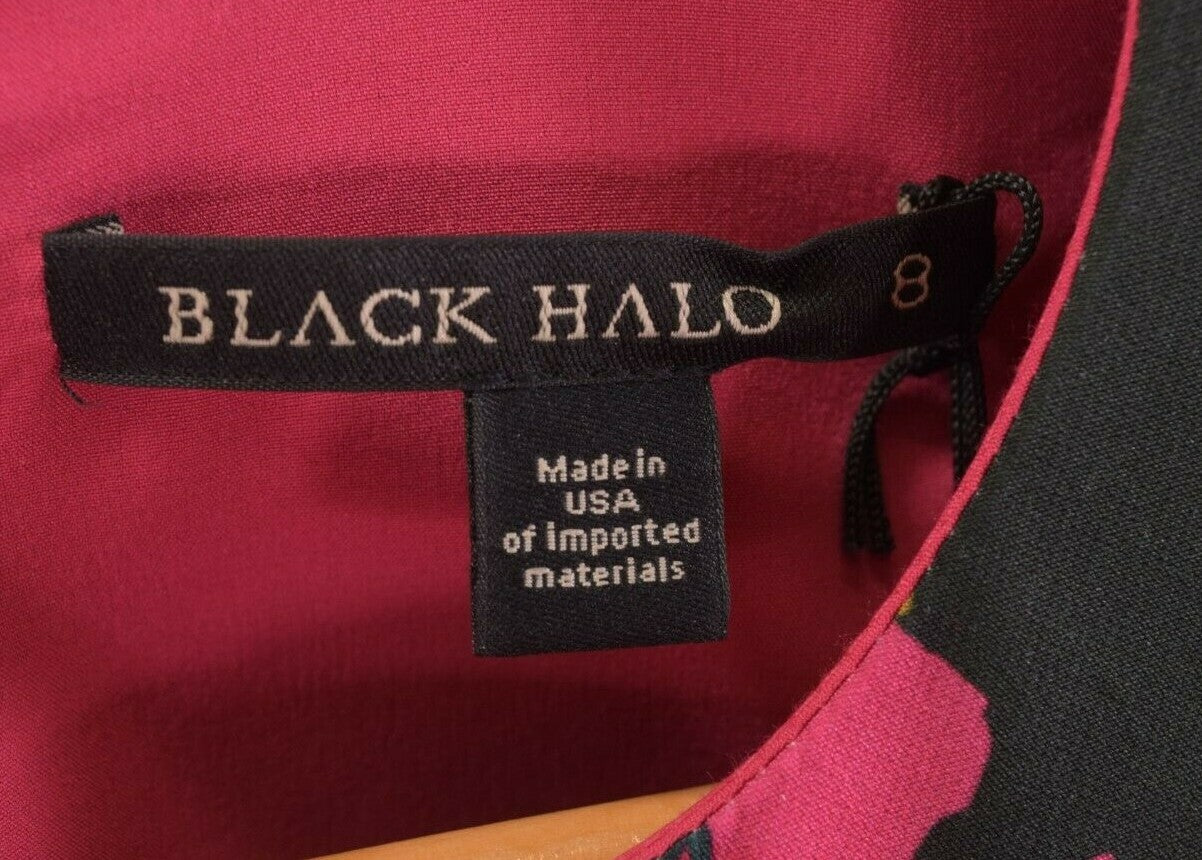 BLACK HALO 8
Made in
USA
of imported
materials